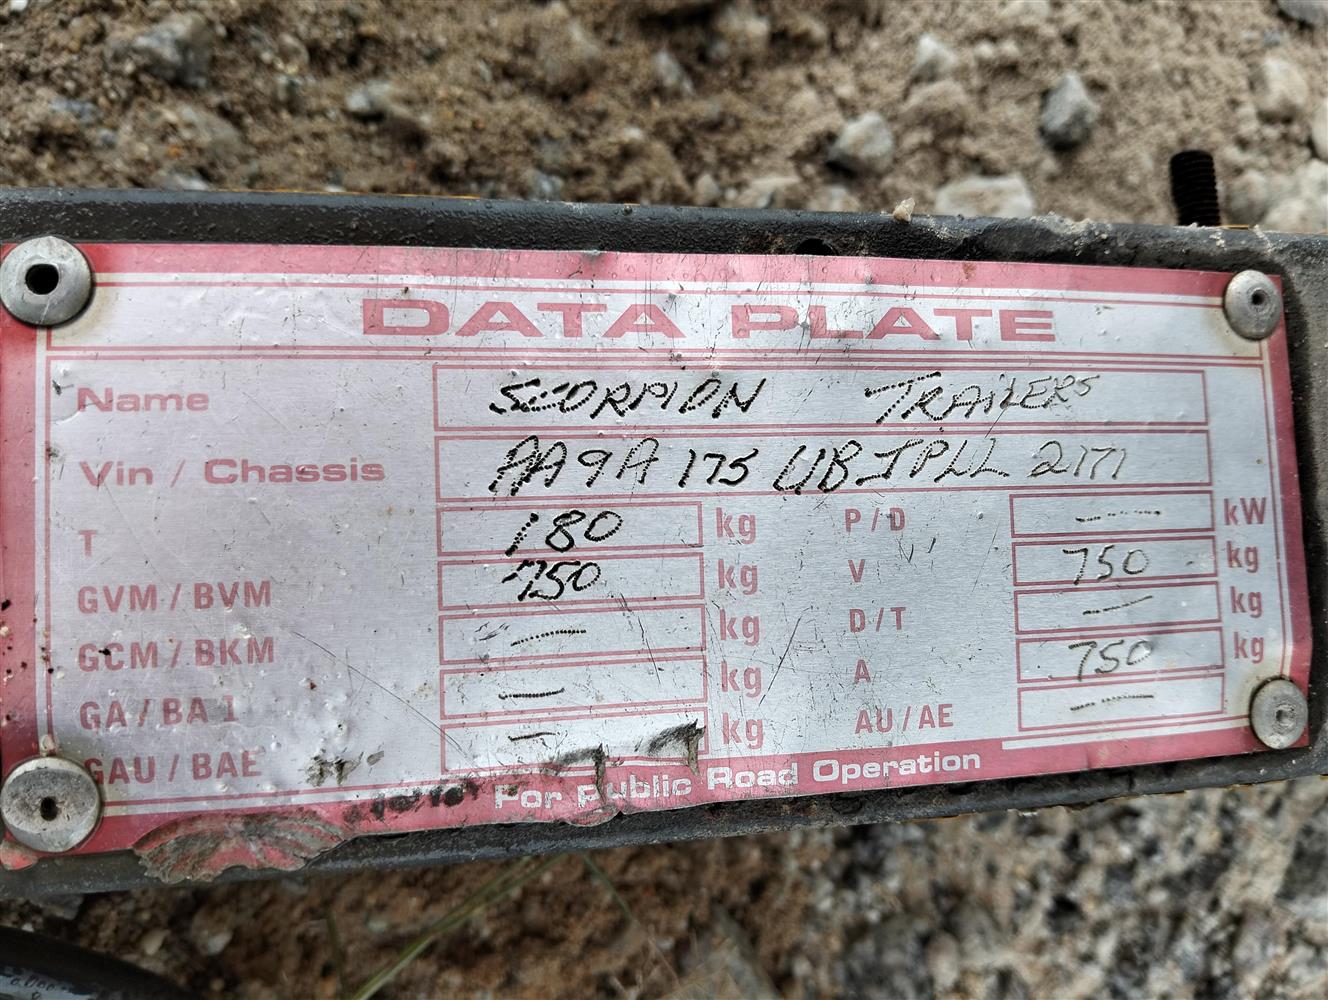 DATA PLATE
Name SCORPION TRAILERS
Vin / Chassis AA9A175UBJPLL2171
T 180 kg P / D ----- kW
GVM / BVM 750 kg V 750 kg
GCM / BKM — kg D / T — kg
GA / BA 1 — kg A 750 kg
GAU / BAE — kg AU / AE —
For Public Road Operation